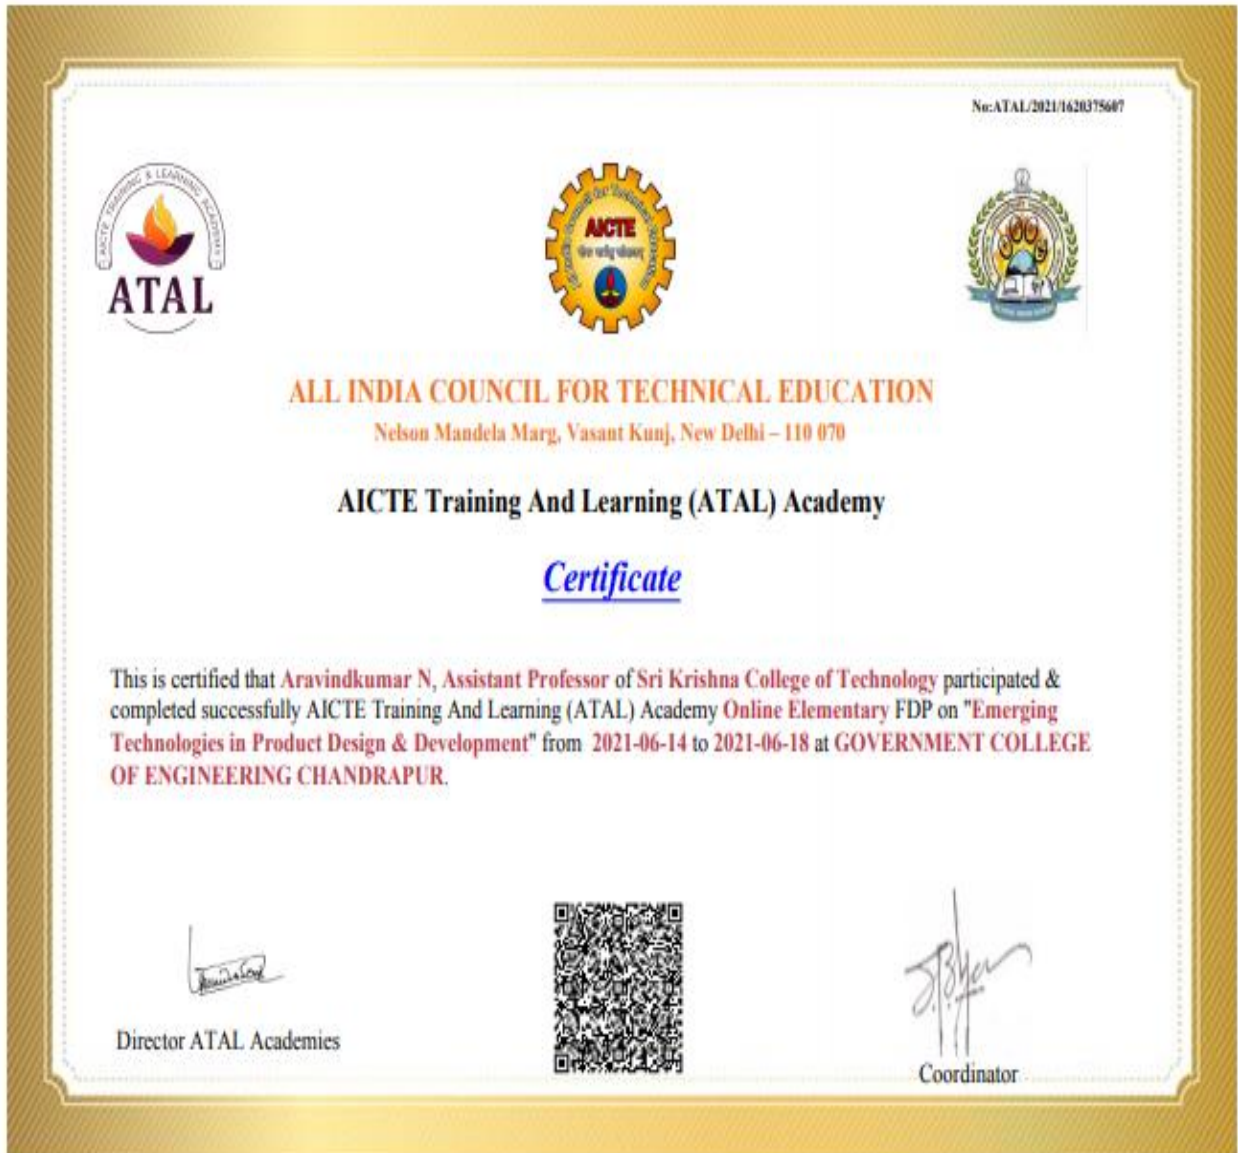 No:ATAL/2021/1620375607
AICTE TRAINING & LEARNING ACADEMY
ATAL
AICTE
ALL INDIA COUNCIL FOR TECHNICAL EDUCATION
Nelson Mandela Marg, Vasant Kunj, New Delhi – 110 070
AICTE Training And Learning (ATAL) Academy
Certificate
This is certified that Aravindkumar N, Assistant Professor of Sri Krishna College of Technology participated &
completed successfully AICTE Training And Learning (ATAL) Academy Online Elementary FDP on "Emerging
Technologies in Product Design & Development" from 2021-06-14 to 2021-06-18 at GOVERNMENT COLLEGE
OF ENGINEERING CHANDRAPUR.
Director ATAL Academies
Coordinator